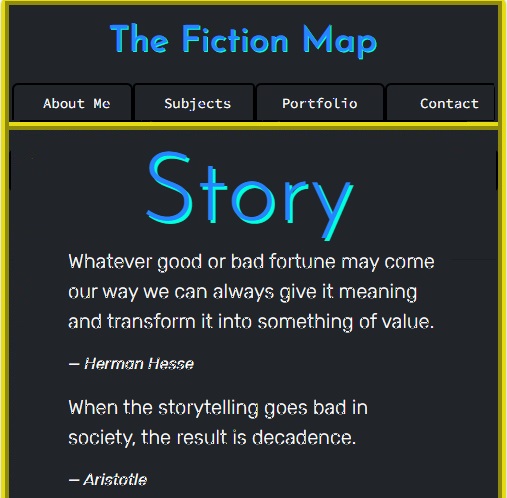 The Fiction Map
About Me Subjects Portfolio Contact
Story
Whatever good or bad fortune may come
our way we can always give it meaning
and transform it into something of value.
— Herman Hesse
When the storytelling goes bad in
society, the result is decadence.
— Aristotle